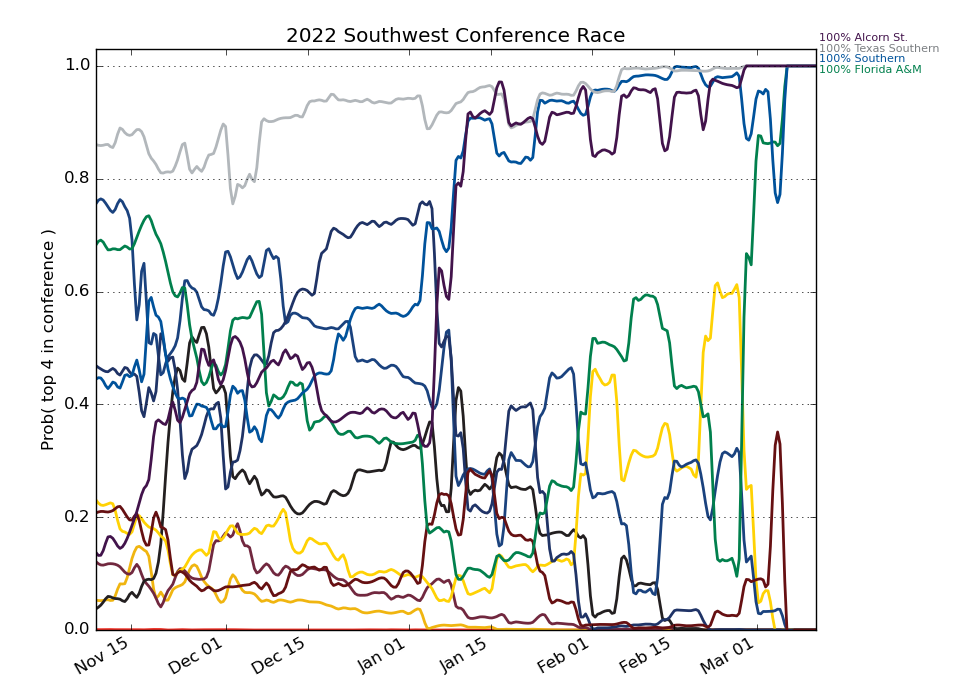 2022 Southwest Conference Race
100% Alcorn St.
100% Texas Southern
100% Southern
100% Florida A&M
Prob( top 4 in conference )
1.0
0.8
0.6
0.4
0.2
0.0
Nov 15
Dec 01
Dec 15
Jan 01
Jan 15
Feb 01
Feb 15
Mar 01